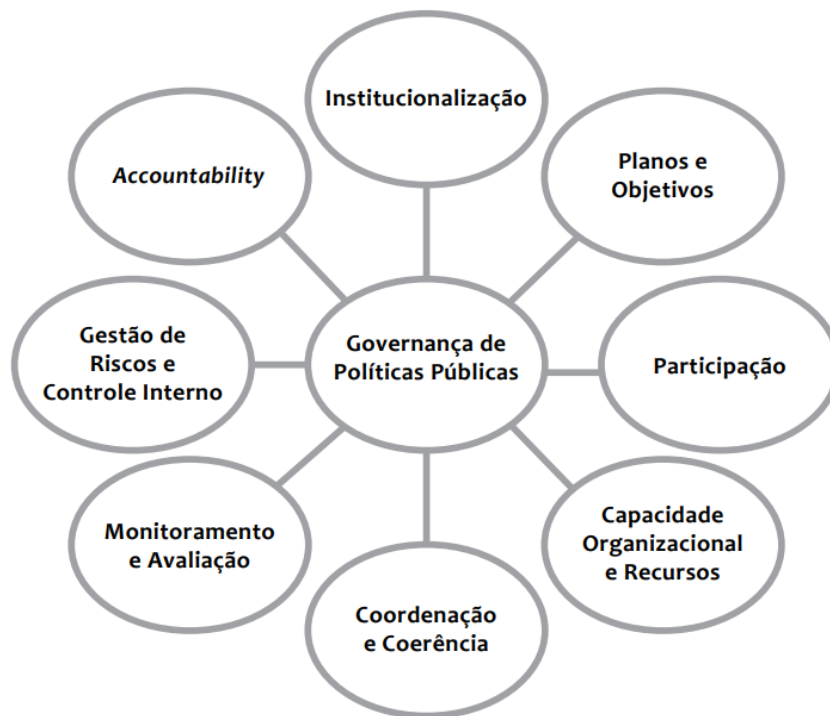 Institucionalização
Accountability
Planos e
Objetivos
Gestão de
Riscos e
Controle Interno
Governança de
Políticas Públicas
Participação
Monitoramento
e Avaliação
Capacidade
Organizacional
e Recursos
Coordenação
e Coerência